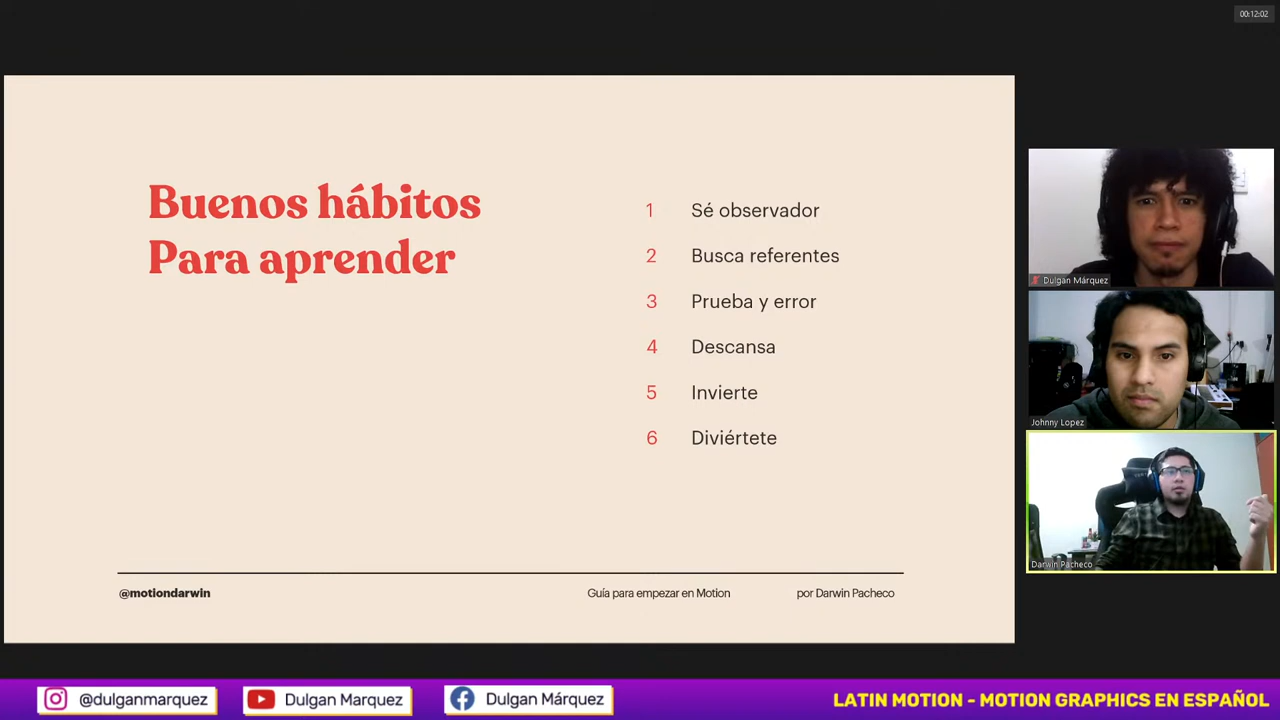 00:12:02
Buenos hábitos
Para aprender
1 Sé observador
2 Busca referentes
3 Prueba y error
4 Descansa
5 Invierte
6 Diviértete
@motiondarwin Guía para empezar en Motion por Darwin Pacheco
Dulgan Márquez
Johnny Lopez
Darwin Pacheco
@dulganmarquez Dulgan Marquez Dulgan Márquez LATIN MOTION - MOTION GRAPHICS EN ESPAÑOL